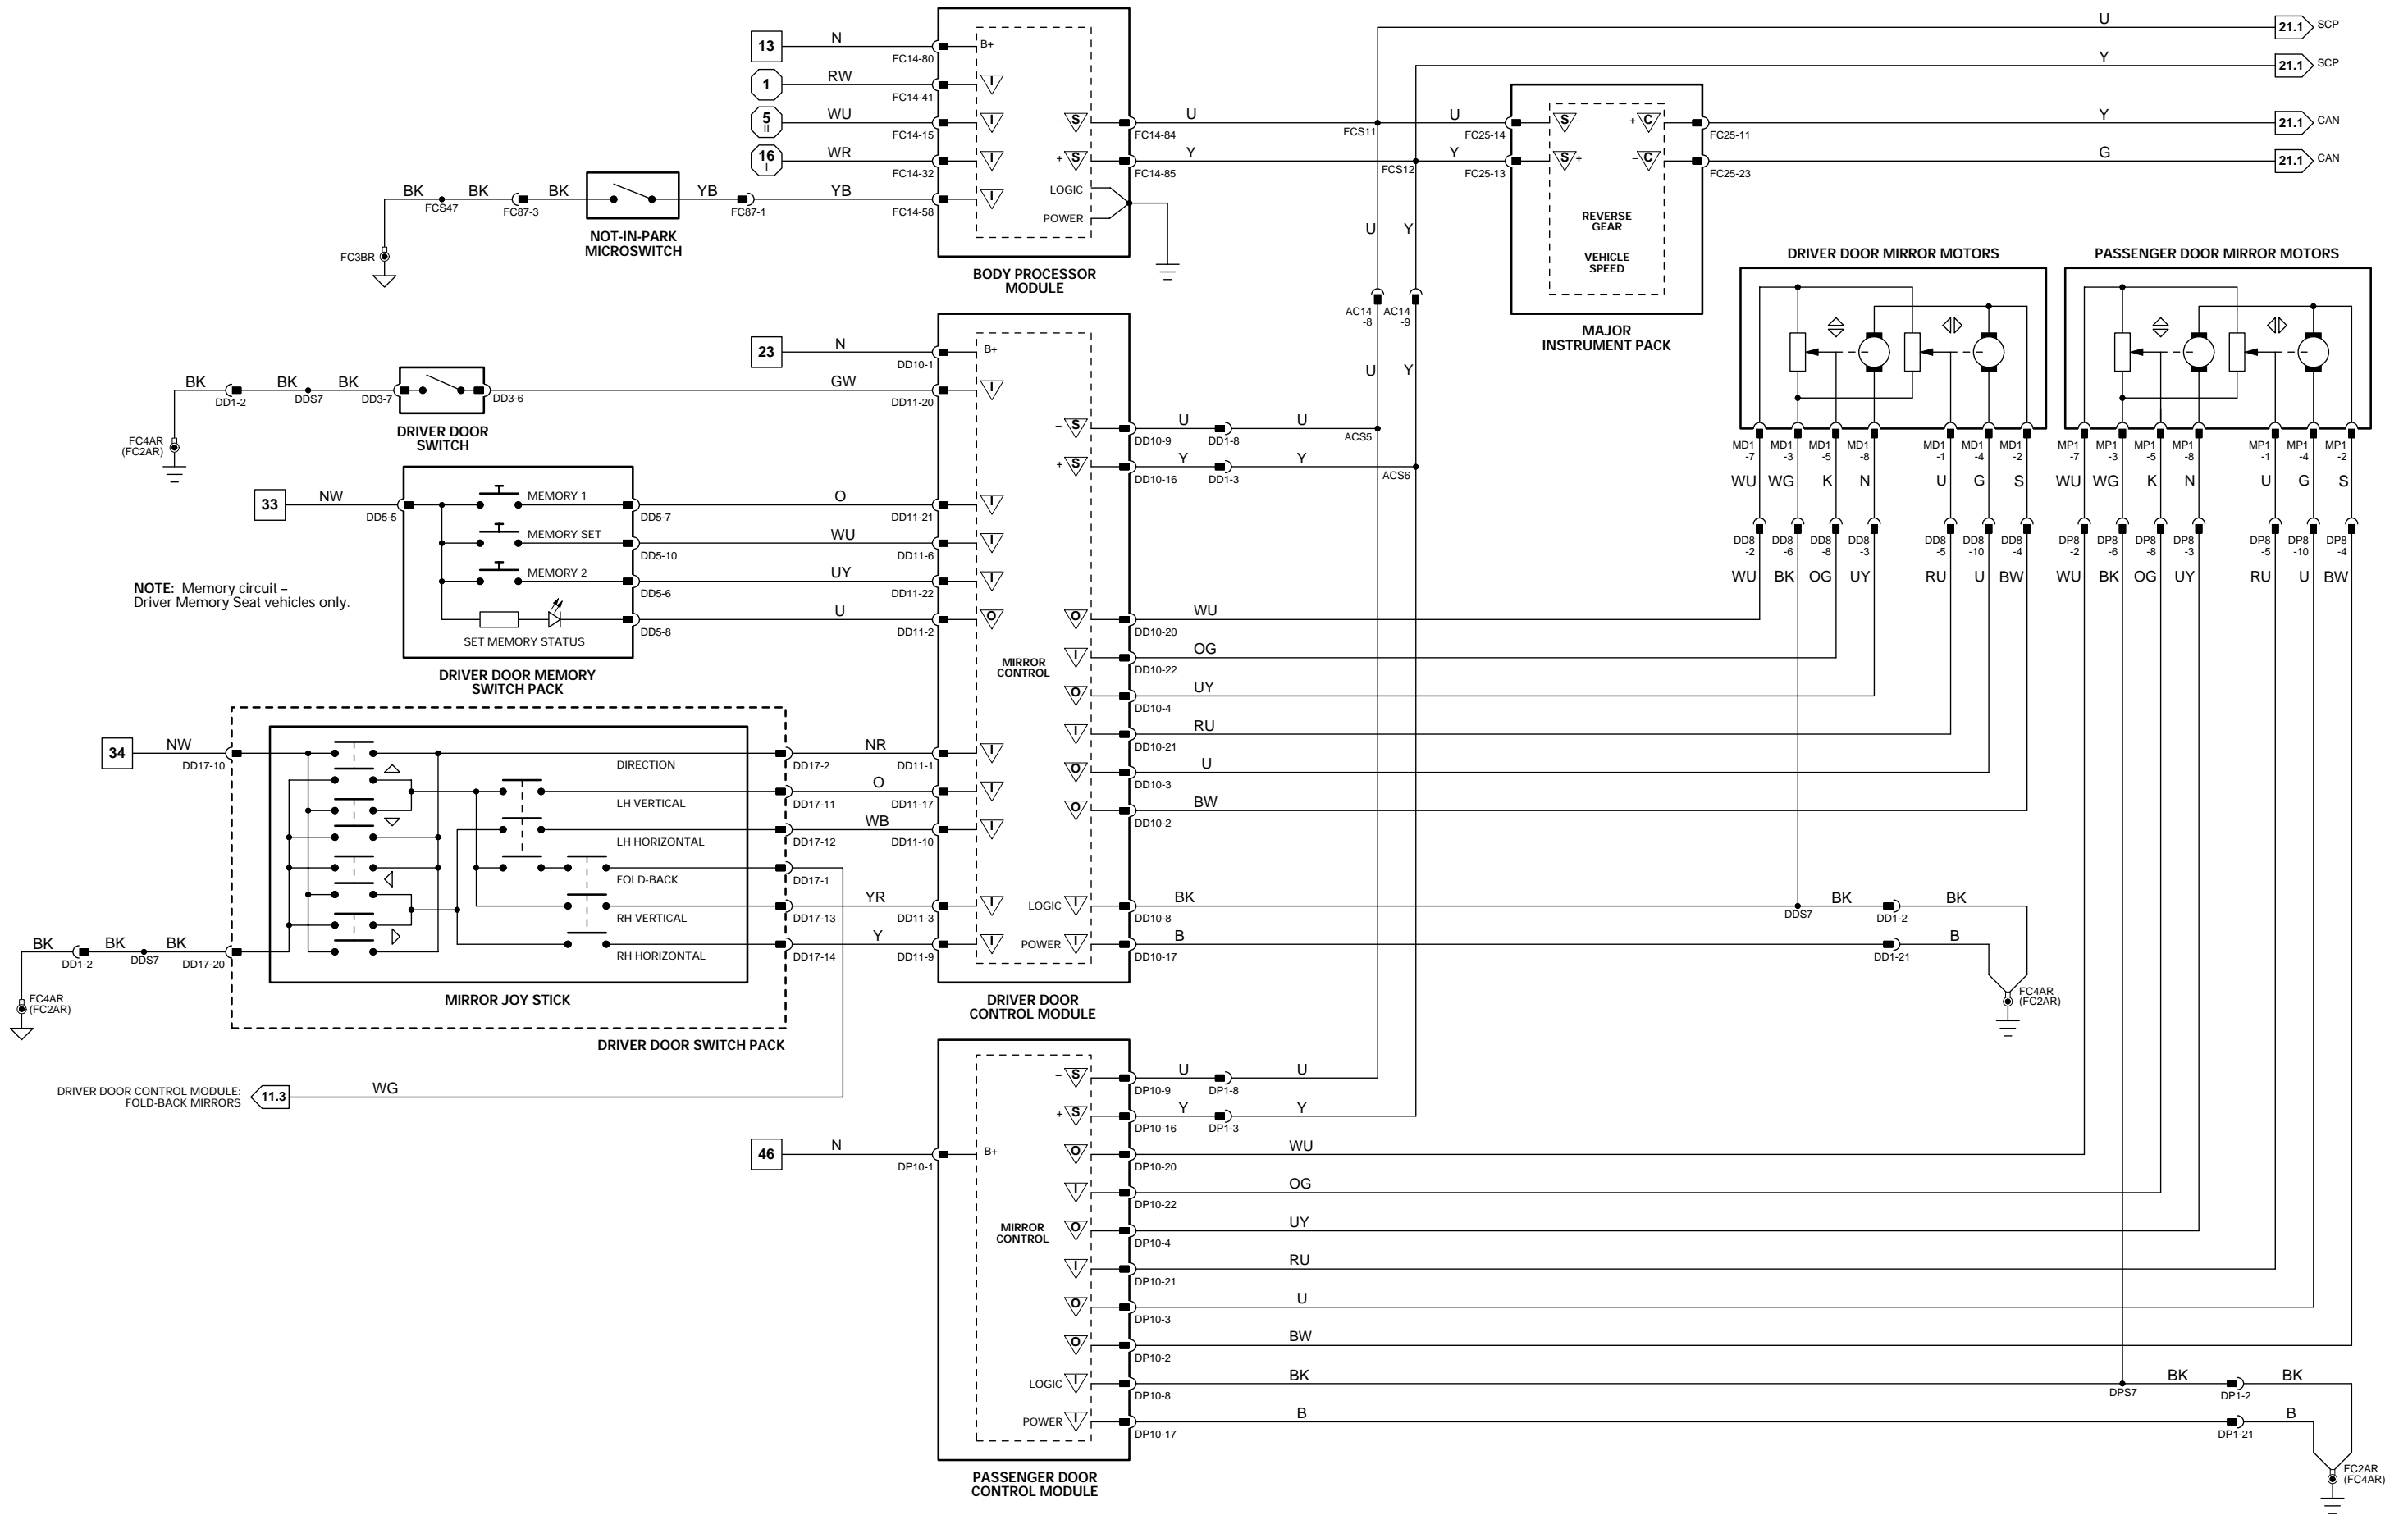 U
21.1 SCP
Y
21.1 SCP
13 N FC14-80 B+
1 RW FC14-41 I
5 II WU FC14-15 I
16 I WR FC14-32 I
BK FCS47 BK FC87-3 BK YB FC87-1 YB FC14-58 I
FC3BR
NOT-IN-PARK
MICROSWITCH
– S FC14-84 U FCS11 U FC25-14 S –
+ S FC14-85 Y FCS12 Y FC25-13 S +
LOGIC
POWER
BODY PROCESSOR
MODULE
+ C FC25-11 Y 21.1 CAN
– C FC25-23 G 21.1 CAN
REVERSE
GEAR
VEHICLE
SPEED
MAJOR
INSTRUMENT PACK
U Y
AC14
-8
AC14
-9
U Y
DRIVER DOOR MIRROR MOTORS
PASSENGER DOOR MIRROR MOTORS
MD1 MD1 MD1 MD1 MD1 MD1 MD1
-7 -3 -5 -8 -1 -4 -2
WU WG K N U G S
DD8 DD8 DD8 DD8 DD8 DD8 DD8
-2 -6 -8 -3 -5 -10 -4
WU BK OG UY RU U BW
MP1 MP1 MP1 MP1 MP1 MP1 MP1
-7 -3 -5 -8 -1 -4 -2
WU WG K N U G S
DP8 DP8 DP8 DP8 DP8 DP8 DP8
-2 -6 -8 -3 -5 -10 -4
WU BK OG UY RU U BW
23 N DD10-1 B+
BK DD1-2 BK DDS7 BK DD3-7 DD3-6 GW DD11-20 I
FC4AR
(FC2AR)
DRIVER DOOR
SWITCH
– S DD10-9 U DD1-8 U ACS5
+ S DD10-16 Y DD1-3 Y ACS6
33 NW DD5-5 MEMORY 1 DD5-7 O DD11-21 I
MEMORY SET DD5-10 WU DD11-6 I
MEMORY 2 DD5-6 UY DD11-22 I
SET MEMORY STATUS DD5-8 U DD11-2 O
DRIVER DOOR MEMORY
SWITCH PACK
NOTE: Memory circuit –
Driver Memory Seat vehicles only.
MIRROR
CONTROL
O DD10-20 WU
I DD10-22 OG
O DD10-4 UY
I DD10-21 RU
O DD10-3 U
O DD10-2 BW
34 NW DD17-10 DIRECTION DD17-2 NR DD11-1 I
LH VERTICAL DD17-11 O DD11-17 I
LH HORIZONTAL DD17-12 WB DD11-10 I
FOLD-BACK DD17-1
RH VERTICAL DD17-13 YR DD11-3 I
RH HORIZONTAL DD17-14 Y DD11-9 I
BK DD1-2 BK DDS7 BK DD17-20
FC4AR
(FC2AR)
MIRROR JOY STICK
DRIVER DOOR SWITCH PACK
LOGIC I DD10-8 BK DDS7 BK DD1-2 BK
POWER I DD10-17 B DD1-21 B
FC4AR
(FC2AR)
DRIVER DOOR
CONTROL MODULE
DRIVER DOOR CONTROL MODULE:
FOLD-BACK MIRRORS
11.3 WG
– S DP10-9 U DP1-8 U
+ S DP10-16 Y DP1-3 Y
46 N DP10-1 B+
MIRROR
CONTROL
O DP10-20 WU
I DP10-22 OG
O DP10-4 UY
I DP10-21 RU
O DP10-3 U
O DP10-2 BW
LOGIC I DP10-8 BK DPS7 BK DP1-2 BK
POWER I DP10-17 B DP1-21 B
FC2AR
(FC4AR)
PASSENGER DOOR
CONTROL MODULE